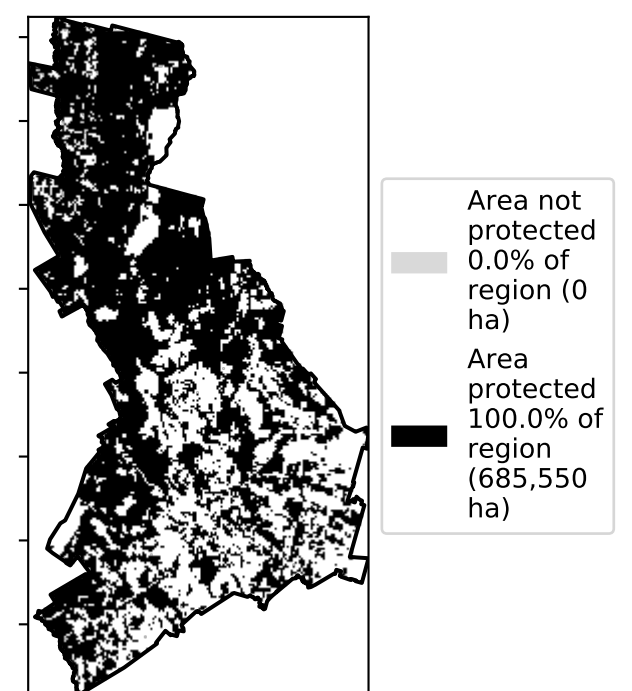 Area not
protected
0.0% of
region (0
ha)
Area
protected
100.0% of
region
(685,550
ha)